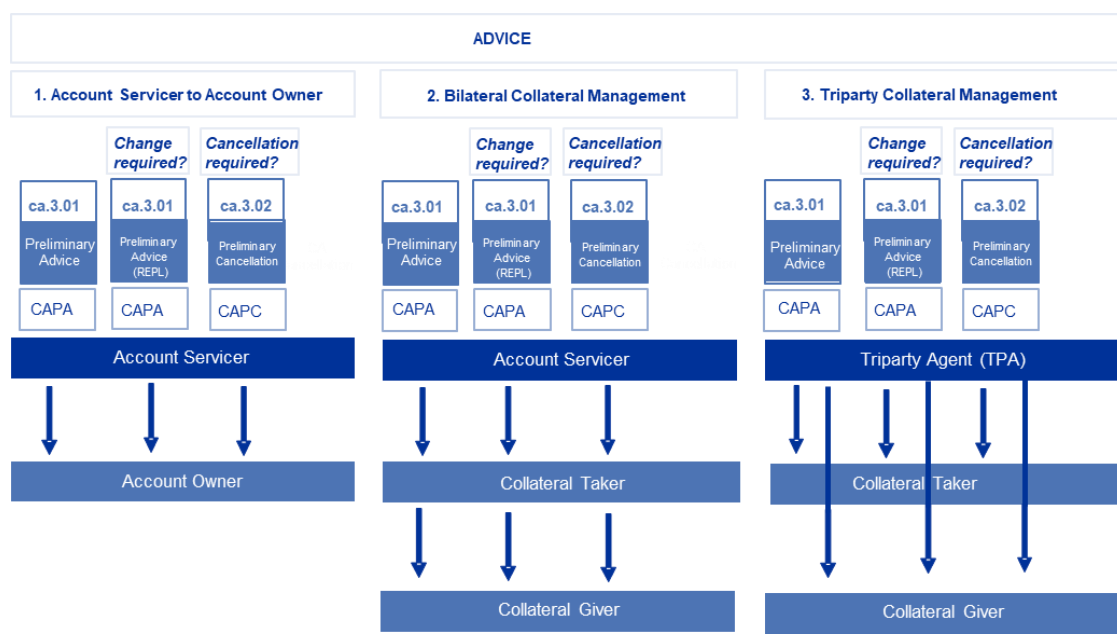 ADVICE
1. Account Servicer to Account Owner
Change
required?
Cancellation
required?
ca.3.01
ca.3.01
ca.3.02
Preliminary
Advice
Preliminary
Advice
(REPL)
Preliminary
Cancellation
CAPA
CAPA
CAPC
Account Servicer
Account Owner
2. Bilateral Collateral Management
Change
required?
Cancellation
required?
ca.3.01
ca.3.01
ca.3.02
Preliminary
Advice
Preliminary
Advice
(REPL)
Preliminary
Cancellation
CAPA
CAPA
CAPC
Account Servicer
Collateral Taker
Collateral Giver
3. Triparty Collateral Management
Change
required?
Cancellation
required?
ca.3.01
ca.3.01
ca.3.02
Preliminary
Advice
Preliminary
Advice
(REPL)
Preliminary
Cancellation
CAPA
CAPA
CAPC
Triparty Agent (TPA)
Collateral Taker
Collateral Giver